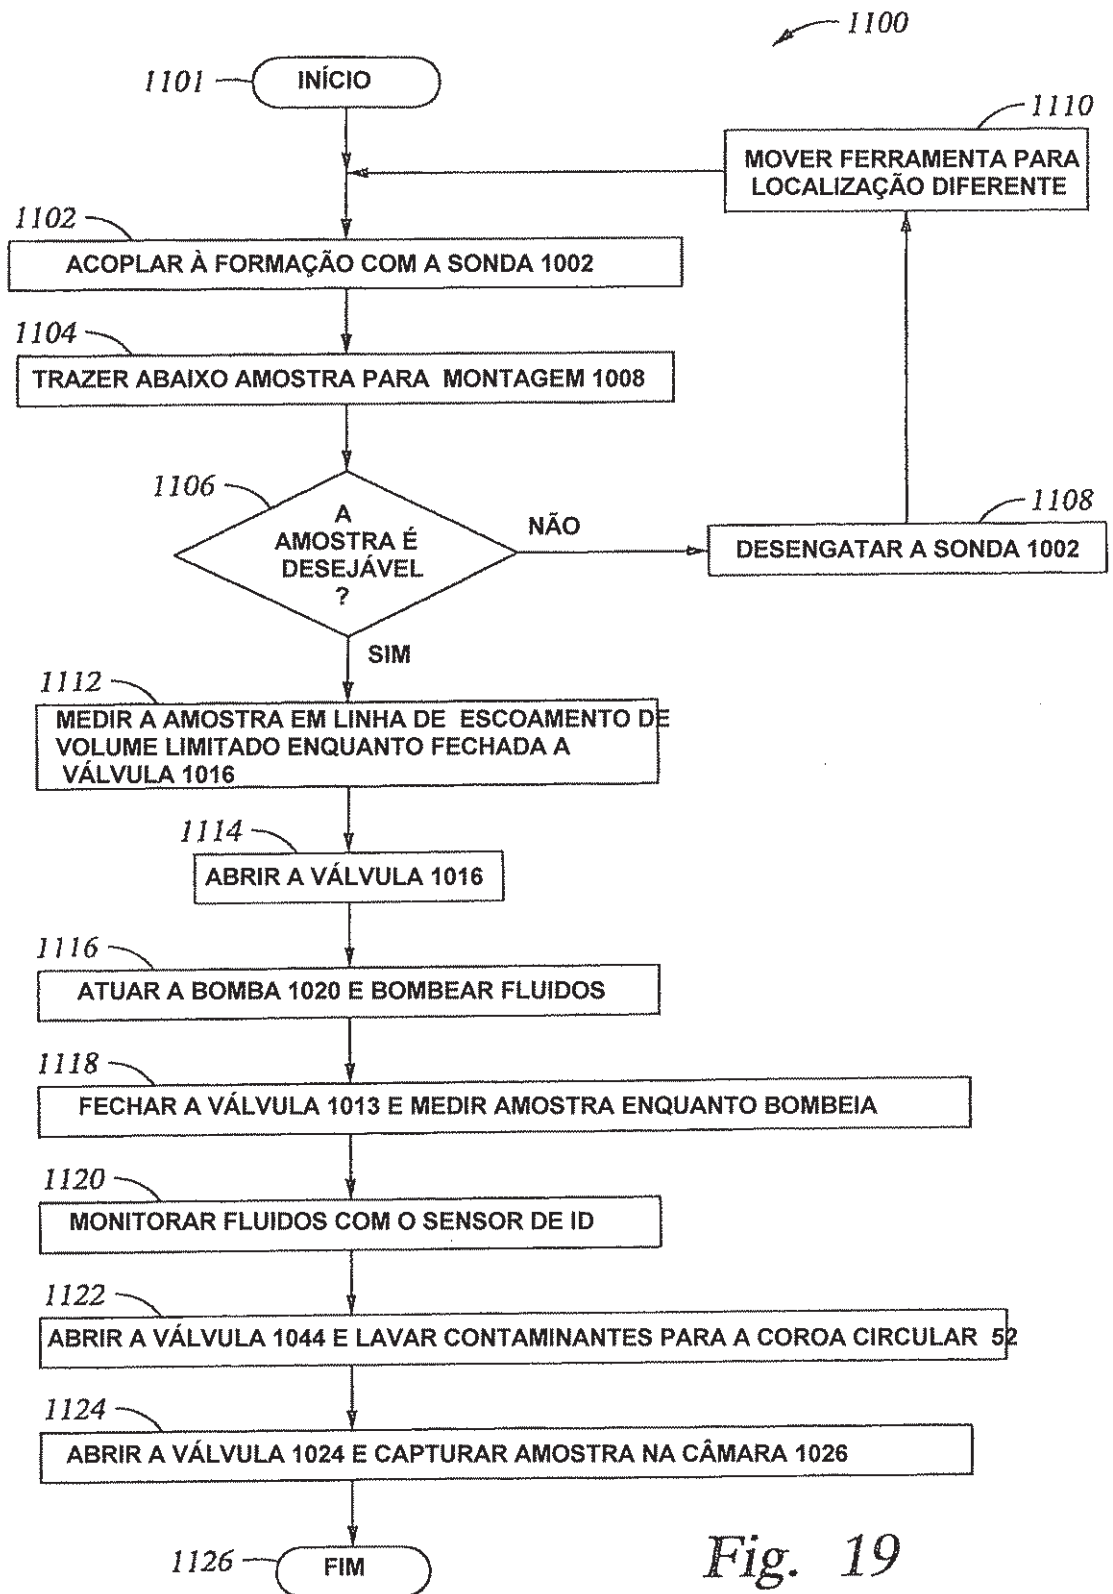 1100
1101
INÍCIO
1110
MOVER FERRAMENTA PARA
LOCALIZAÇÃO DIFERENTE
1102
ACOPLAR À FORMAÇÃO COM A SONDA 1002
1104
TRAZER ABAIXO AMOSTRA PARA MONTAGEM 1008
1106
A
AMOSTRA É
DESEJÁVEL
?
NÃO
1108
DESENGATAR A SONDA 1002
SIM
1112
MEDIR A AMOSTRA EM LINHA DE ESCOAMENTO DE
VOLUME LIMITADO ENQUANTO FECHADA A
VÁLVULA 1016
1114
ABRIR A VÁLVULA 1016
1116
ATUAR A BOMBA 1020 E BOMBEAR FLUIDOS
1118
FECHAR A VÁLVULA 1013 E MEDIR AMOSTRA ENQUANTO BOMBEIA
1120
MONITORAR FLUIDOS COM O SENSOR DE ID
1122
ABRIR A VÁLVULA 1044 E LAVAR CONTAMINANTES PARA A COROA CIRCULAR 52
1124
ABRIR A VÁLVULA 1024 E CAPTURAR AMOSTRA NA CÂMARA 1026
1126
FIM
Fig. 19